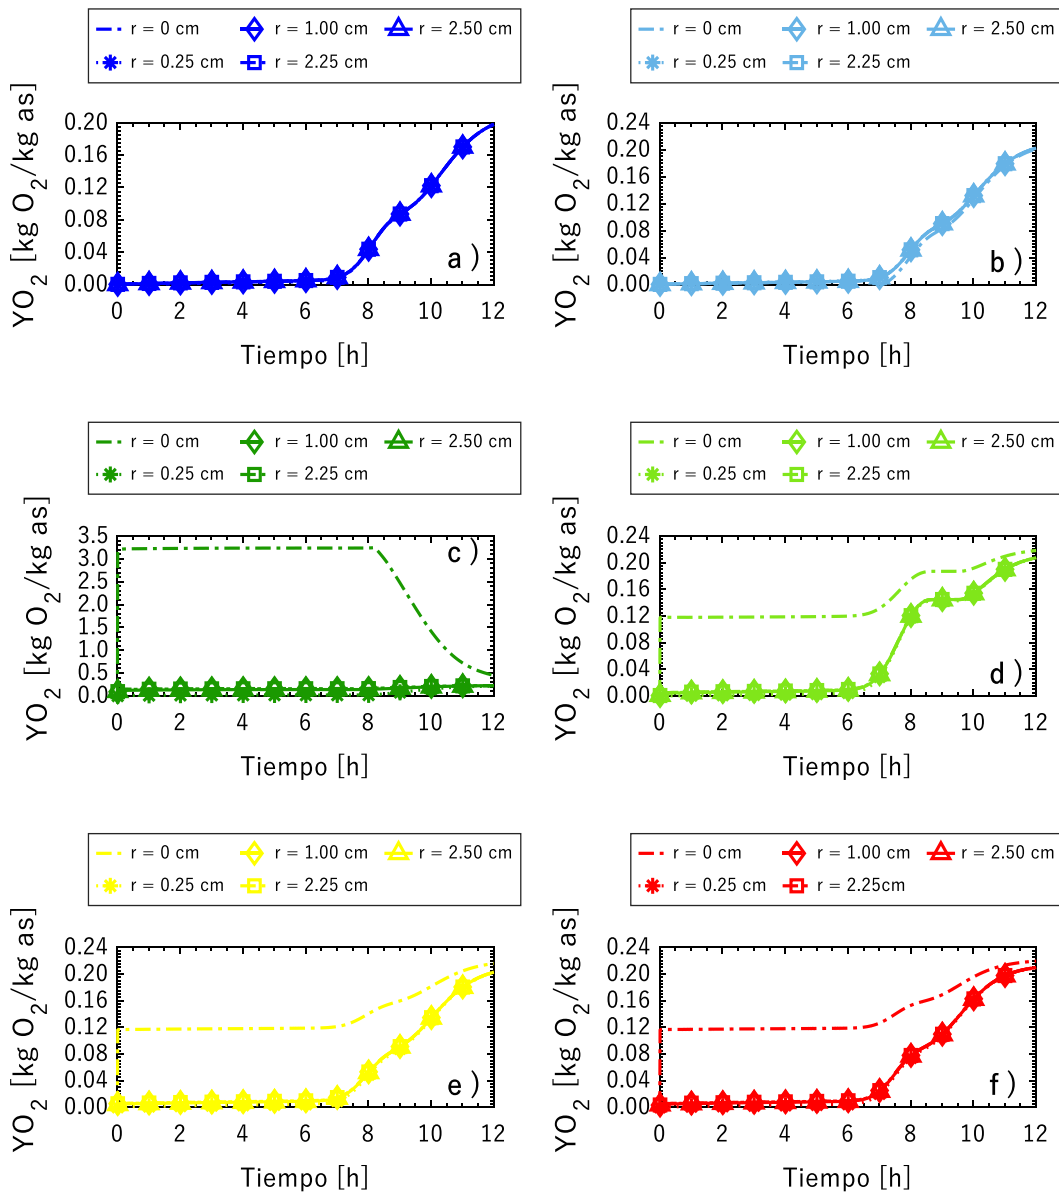 r = 0 cm r = 1.00 cm r = 2.50 cm
r = 0.25 cm r = 2.25 cm
YO2 [kg O2/kg as]
0.20
0.16
0.12
0.08
0.04
0.00
a )
0 2 4 6 8 10 12
Tiempo [h]
r = 0 cm r = 1.00 cm r = 2.50 cm
r = 0.25 cm r = 2.25 cm
YO2 [kg O2/kg as]
0.24
0.20
0.16
0.12
0.08
0.04
0.00
b )
0 2 4 6 8 10 12
Tiempo [h]
r = 0 cm r = 1.00 cm r = 2.50 cm
r = 0.25 cm r = 2.25 cm
YO2 [kg O2/kg as]
3.5
3.0
2.5
2.0
1.5
1.0
0.5
0.0
c )
0 2 4 6 8 10 12
Tiempo [h]
r = 0 cm r = 1.00 cm r = 2.50 cm
r = 0.25 cm r = 2.25 cm
YO2 [kg O2/kg as]
0.24
0.20
0.16
0.12
0.08
0.04
0.00
d )
0 2 4 6 8 10 12
Tiempo [h]
r = 0 cm r = 1.00 cm r = 2.50 cm
r = 0.25 cm r = 2.25 cm
YO2 [kg O2/kg as]
0.24
0.20
0.16
0.12
0.08
0.04
0.00
e )
0 2 4 6 8 10 12
Tiempo [h]
r = 0 cm r = 1.00 cm r = 2.50 cm
r = 0.25 cm r = 2.25cm
YO2 [kg O2/kg as]
0.24
0.20
0.16
0.12
0.08
0.04
0.00
f )
0 2 4 6 8 10 12
Tiempo [h]